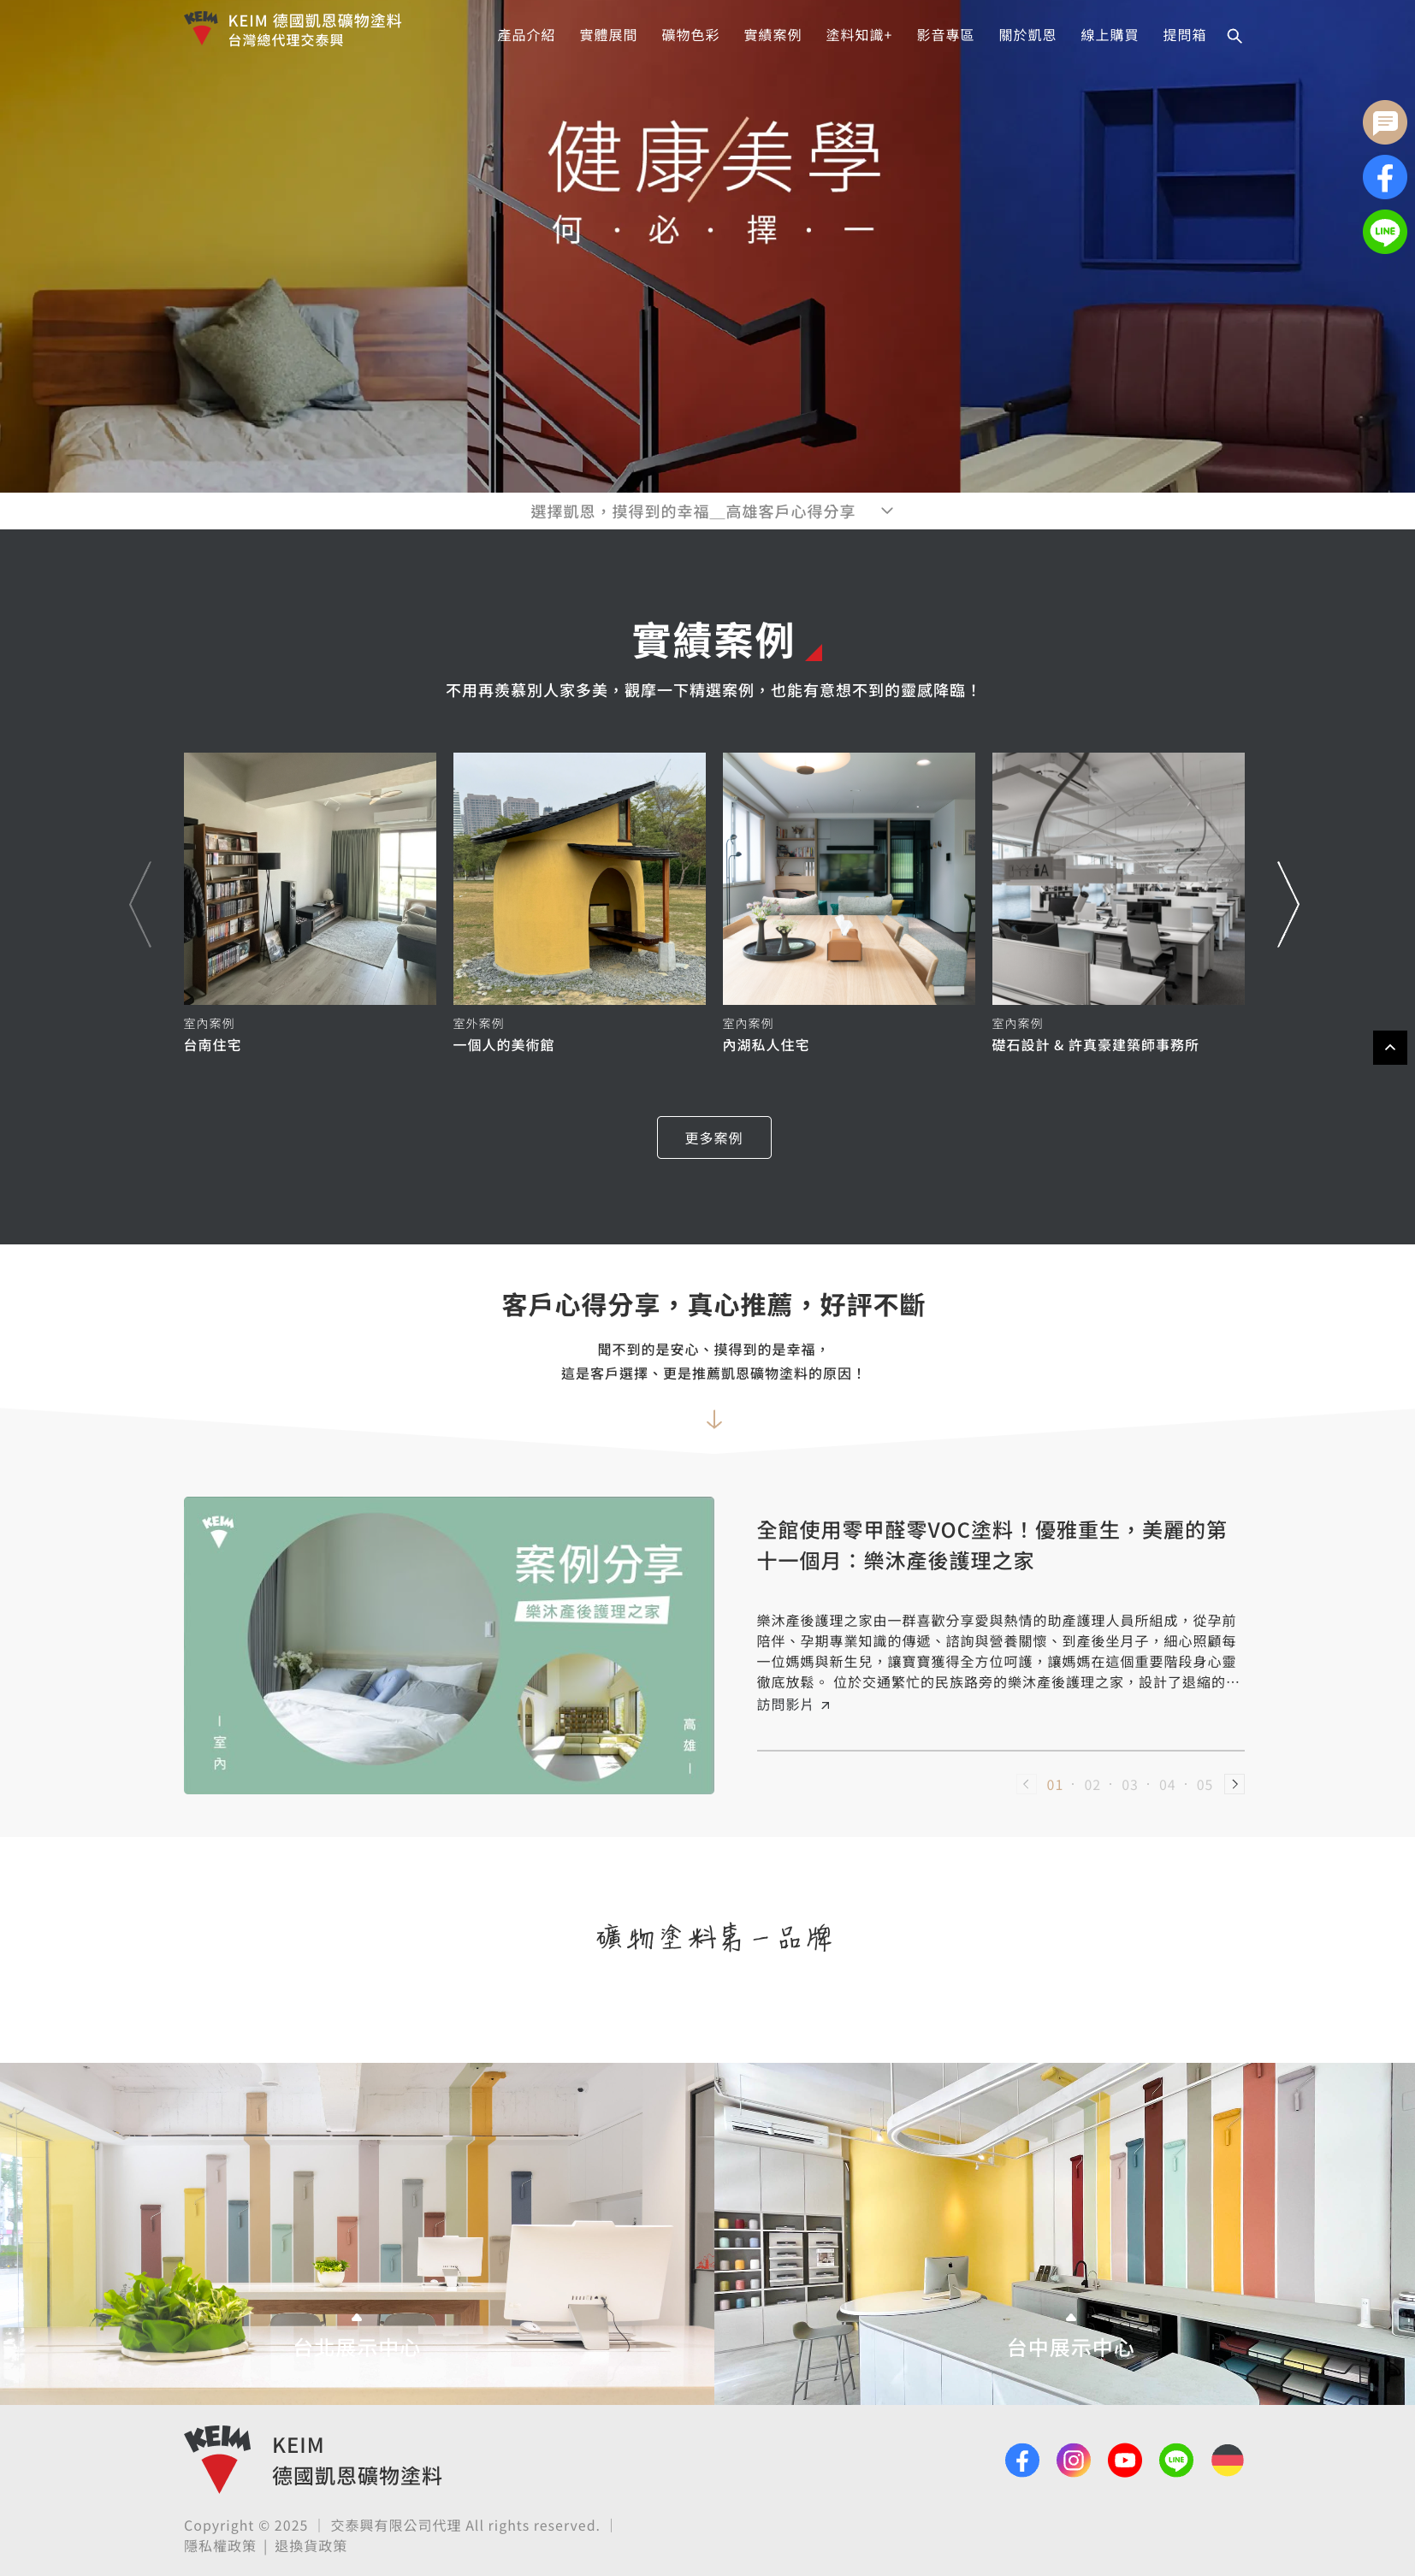 KEIM 德國凱恩礦物塗料
台灣總代理交泰興
產品介紹 實體展間 礦物色彩 實績案例 塗料知識+ 影音專區 關於凱恩 線上購買 提問箱
健康美學
何·必·擇·一
LINE
選擇凱恩，摸得到的幸福__高雄客戶心得分享
實績案例
不用再羨慕別人家多美，觀摩一下精選案例，也能有意想不到的靈感降臨！
室內案例
台南住宅
室外案例
一個人的美術館
室內案例
內湖私人住宅
室內案例
礎石設計 & 許真豪建築師事務所
更多案例
客戶心得分享，真心推薦，好評不斷
聞不到的是安心、摸得到的是幸福，
這是客戶選擇、更是推薦凱恩礦物塗料的原因！
KEIM
案例分享
樂沐產後護理之家
室內
高雄
全館使用零甲醛零VOC塗料！優雅重生，美麗的第
十一個月：樂沐產後護理之家
樂沐產後護理之家由一群喜歡分享愛與熱情的助產護理人員所組成，從孕前
陪伴、孕期專業知識的傳遞、諮詢與營養關懷、到產後坐月子，細心照顧每
一位媽媽與新生兒，讓寶寶獲得全方位呵護，讓媽媽在這個重要階段身心靈
徹底放鬆。 位於交通繁忙的民族路旁的樂沐產後護理之家，設計了退縮的…
訪問影片
01 · 02 · 03 · 04 · 05
礦物塗料第一品牌
台北展示中心
台中展示中心
KEIM
KEIM
德國凱恩礦物塗料
LINE
Copyright © 2025 ｜ 交泰興有限公司代理 All rights reserved. ｜
隱私權政策 | 退換貨政策